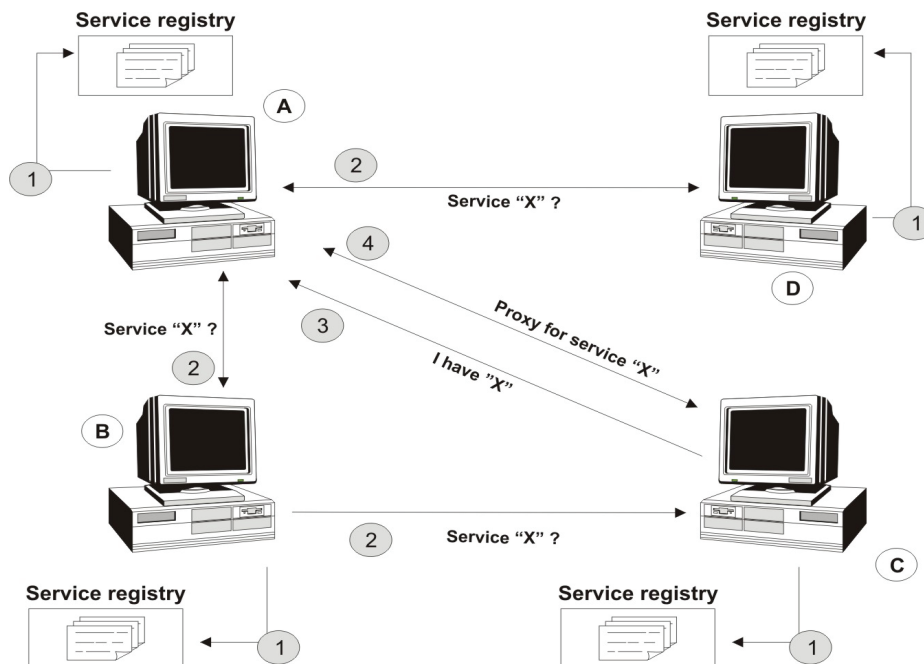 Service registry
Service registry
A
1
2
Service “X” ?
1
4
D
Proxy for service “X”
3
I have ”X”
Service “X” ?
2
B
2
Service “X” ?
C
Service registry
Service registry
1
1